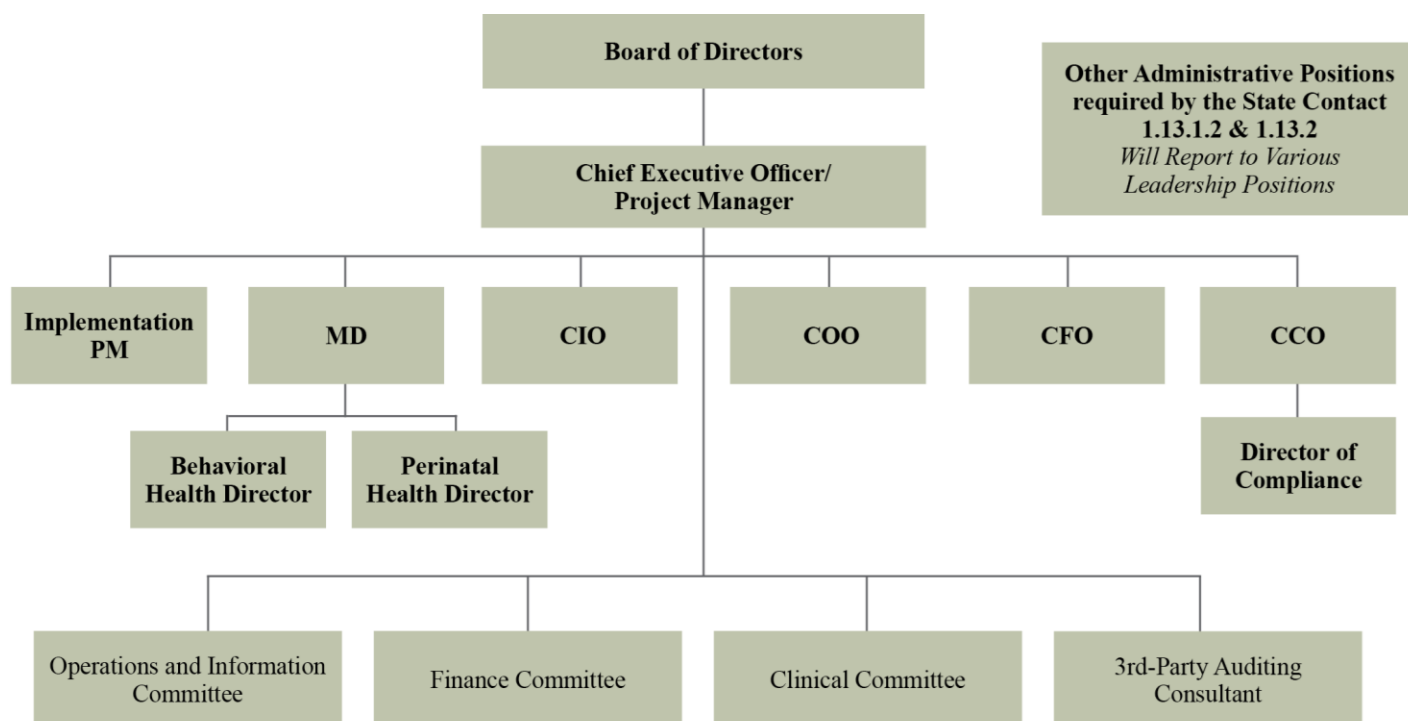 Board of Directors
Other Administrative Positions
required by the State Contact
1.13.1.2 & 1.13.2
Will Report to Various
Leadership Positions
Chief Executive Officer/
Project Manager
Implementation
PM
MD
CIO
COO
CFO
CCO
Behavioral
Health Director
Perinatal
Health Director
Director of
Compliance
Operations and Information
Committee
Finance Committee
Clinical Committee
3rd-Party Auditing
Consultant